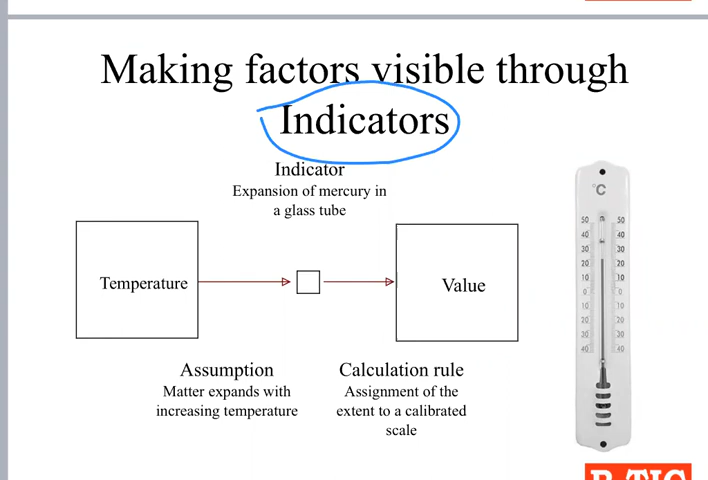 Making factors visible through
Indicators
Indicator
Expansion of mercury in
a glass tube
Temperature
Value
Assumption
Matter expands with
increasing temperature
Calculation rule
Assignment of the
extent to a calibrated
scale
°C
50 50
40 40
30 30
20 20
10 10
0 0
10 10
20 20
30 30
40 40